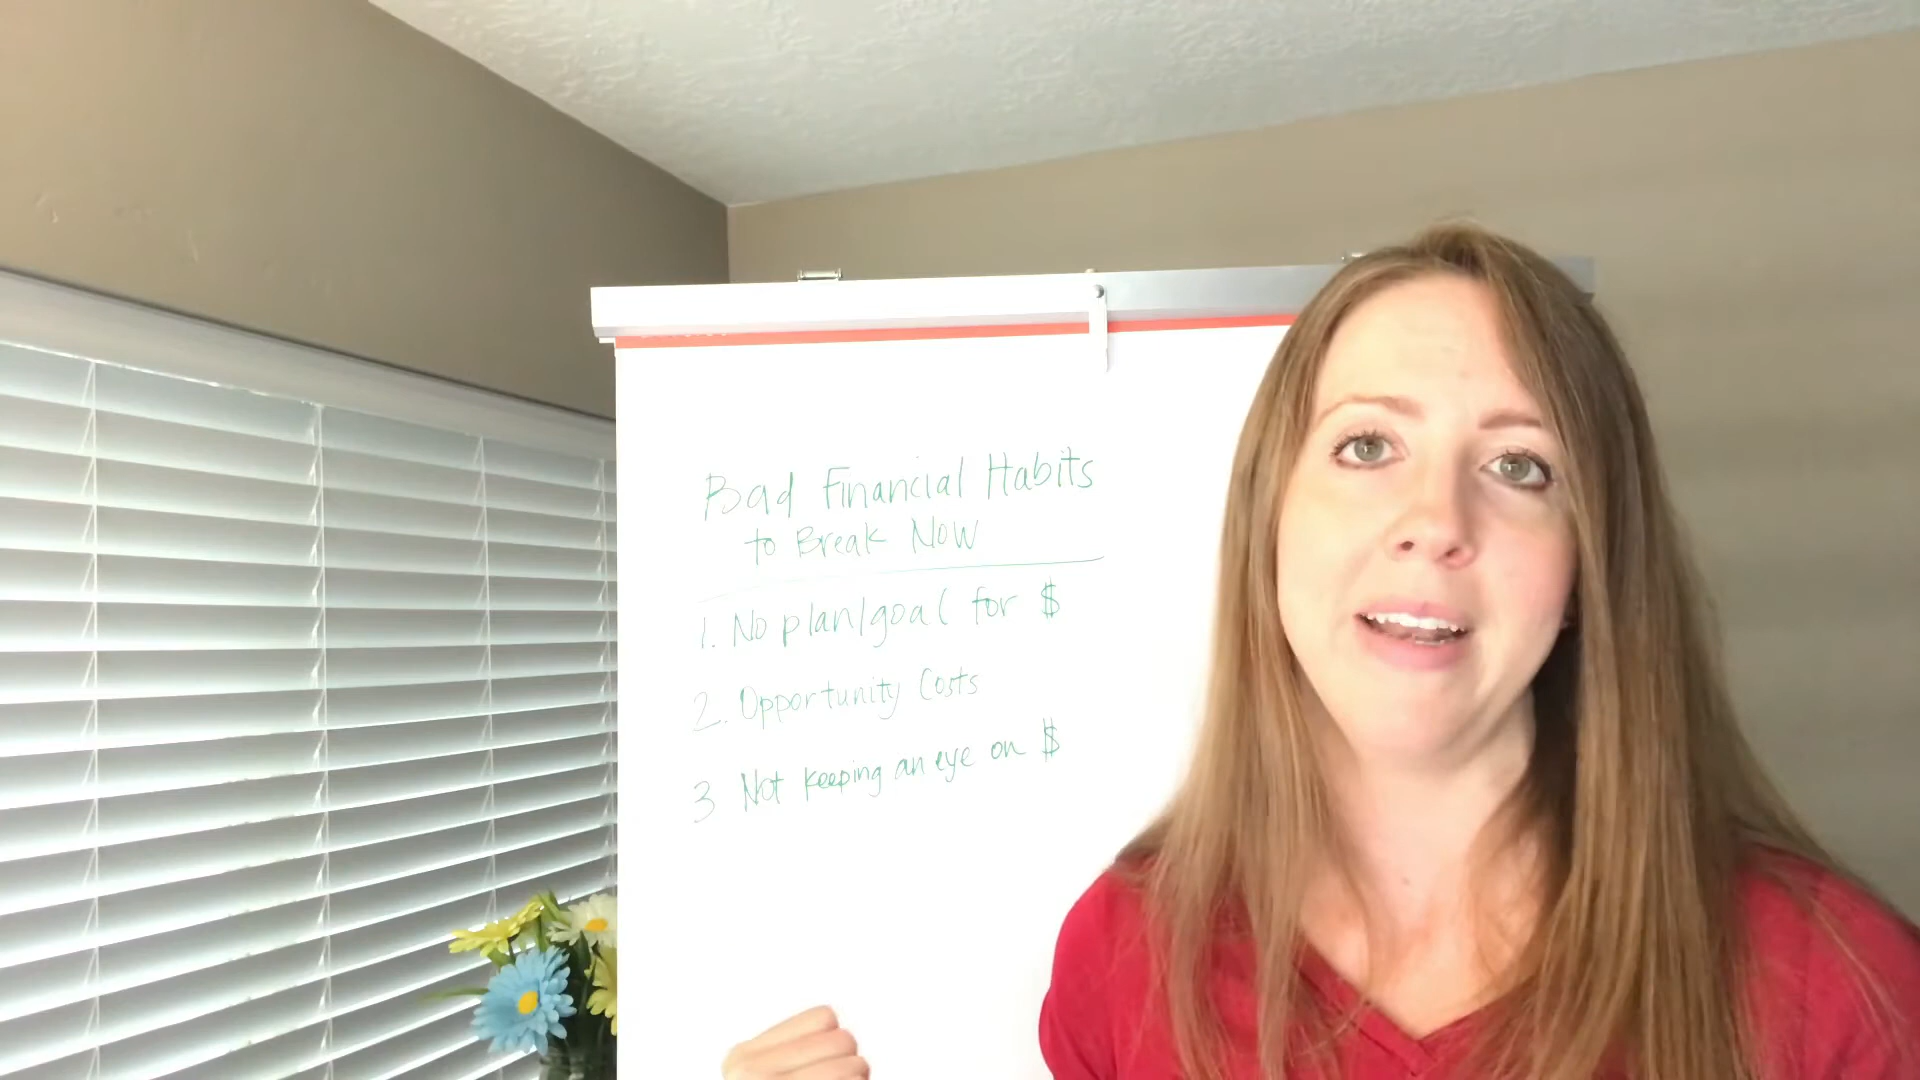 Bad Financial Habits
to Break Now
1. No plan/goal for $
2. Opportunity Costs
3 Not keeping an eye on $